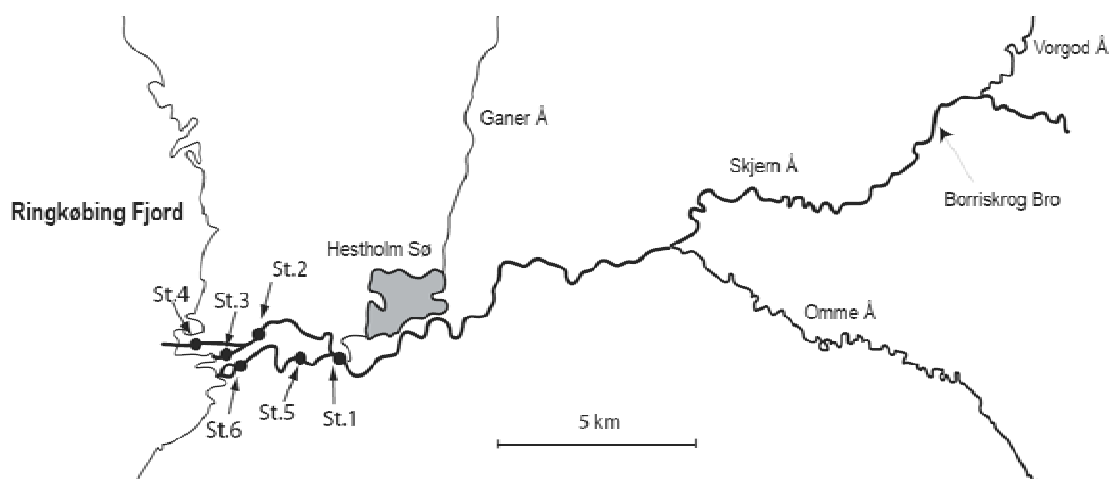 Vorgod Å
Ganer Å
Skjern Å
Borriskrog Bro
Ringkøbing Fjord
Hestholm Sø
St.2
St.4
St.3
Omme Å
St.5
St.1
St.6
5 km